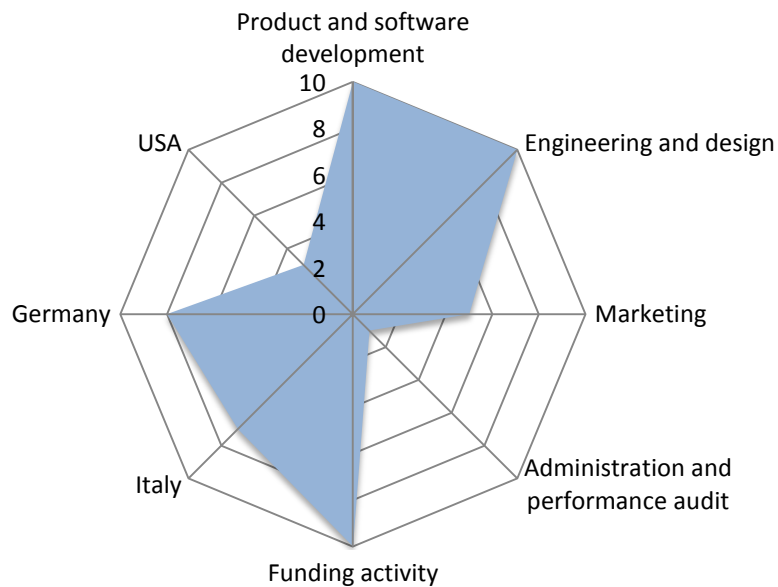 Product and software
development
10
USA
8
Engineering and design
6
4
2
Germany
0
Marketing
Italy
Administration and
performance audit
Funding activity